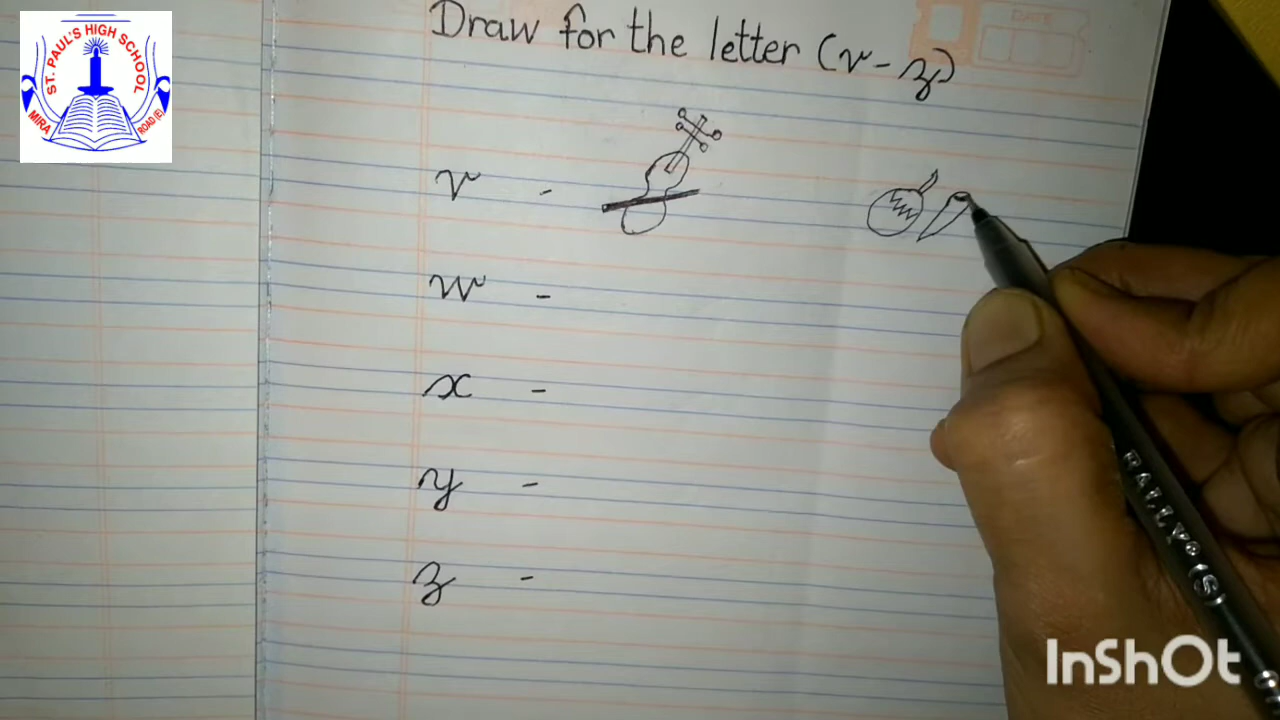 ST. PAUL'S HIGH SCHOOL
MIRA ROAD (E)
DATE
Draw for the letter (v - z)
v -
w -
x -
y -
z -
RALLY
InShOt